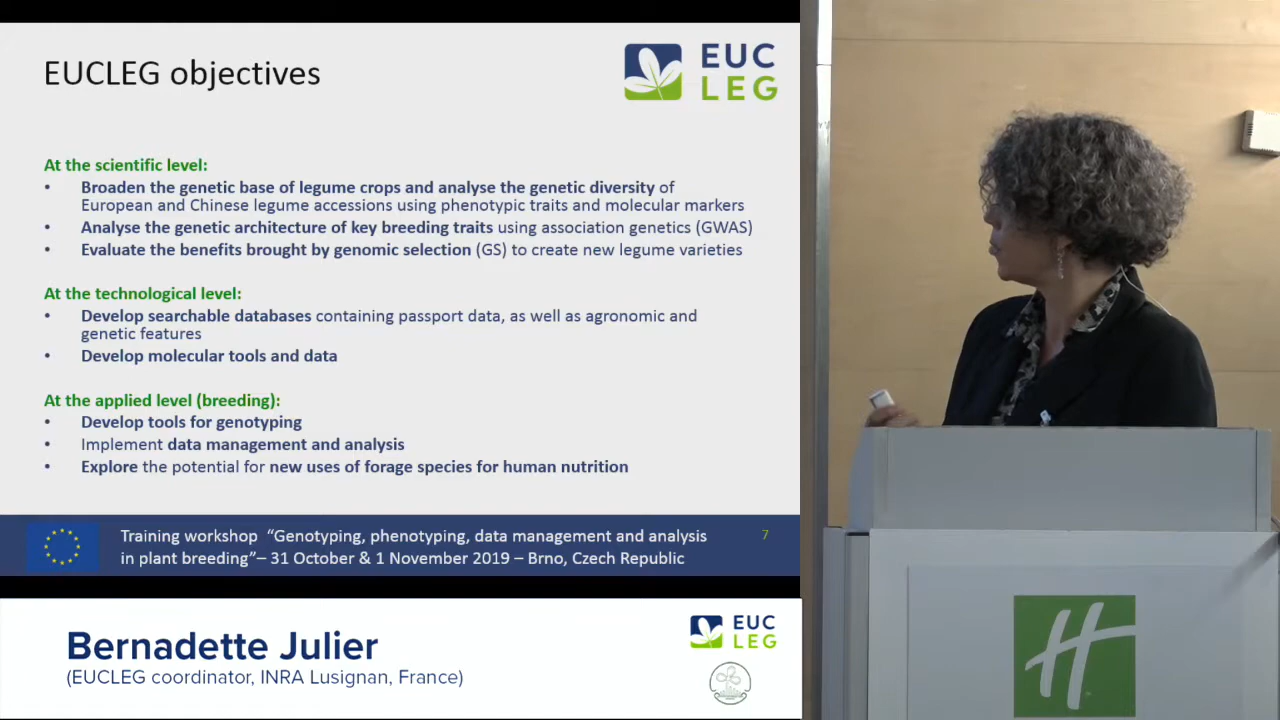 EUCLEG objectives
EUC
LEG
At the scientific level:
• Broaden the genetic base of legume crops and analyse the genetic diversity of
European and Chinese legume accessions using phenotypic traits and molecular markers
• Analyse the genetic architecture of key breeding traits using association genetics (GWAS)
• Evaluate the benefits brought by genomic selection (GS) to create new legume varieties
At the technological level:
• Develop searchable databases containing passport data, as well as agronomic and
genetic features
• Develop molecular tools and data
At the applied level (breeding):
• Develop tools for genotyping
• Implement data management and analysis
• Explore the potential for new uses of forage species for human nutrition
Training workshop “Genotyping, phenotyping, data management and analysis
in plant breeding”– 31 October & 1 November 2019 – Brno, Czech Republic
7
Bernadette Julier
(EUCLEG coordinator, INRA Lusignan, France)
EUC
LEG
H